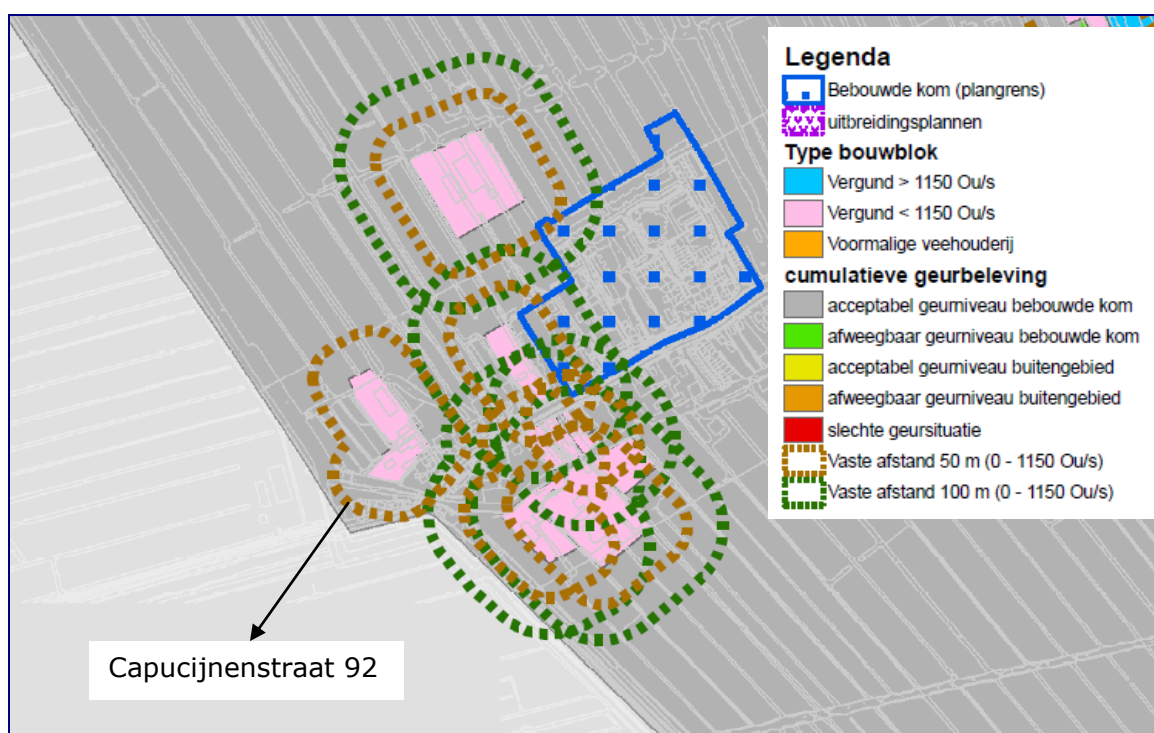 Legenda
Bebouwde kom (plangrens)
uitbreidingsplannen
Type bouwblok
Vergund > 1150 Ou/s
Vergund < 1150 Ou/s
Voormalige veehouderij
cumulatieve geurbeleving
acceptabel geurniveau bebouwde kom
afweegbaar geurniveau bebouwde kom
acceptabel geurniveau buitengebied
afweegbaar geurniveau buitengebied
slechte geursituatie
Vaste afstand 50 m (0 - 1150 Ou/s)
Vaste afstand 100 m (0 - 1150 Ou/s)
Capucijnenstraat 92